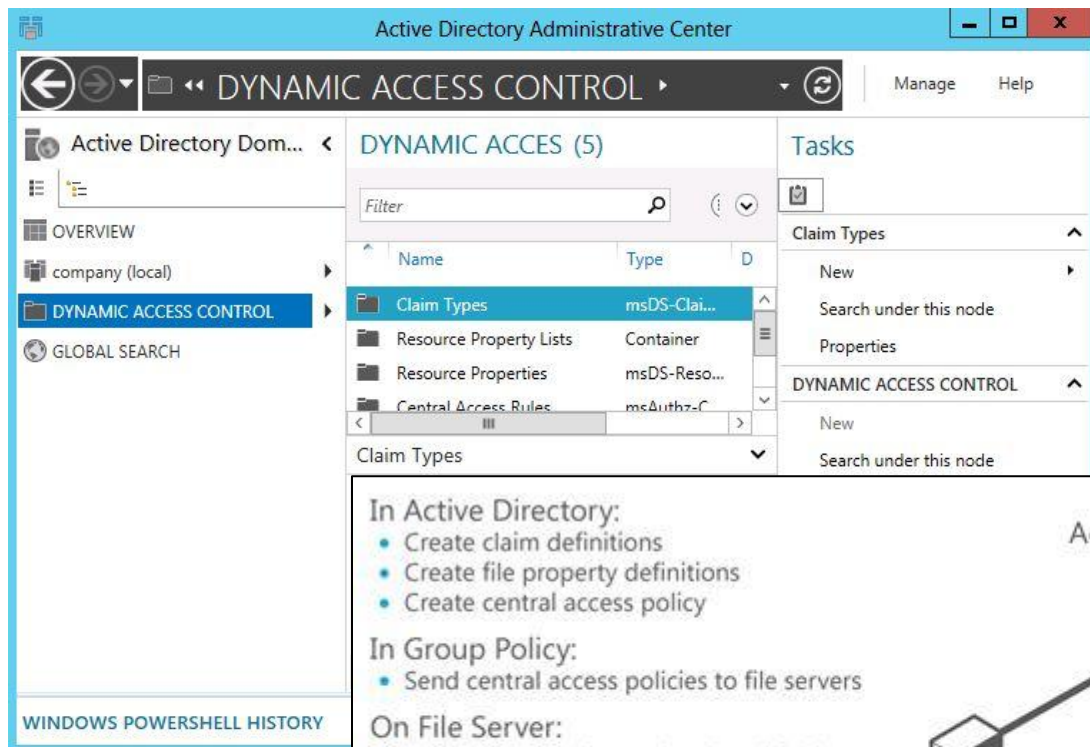 Active Directory Administrative Center
DYNAMIC ACCESS CONTROL
Manage Help
Active Directory Dom...
OVERVIEW
company (local)
DYNAMIC ACCESS CONTROL
GLOBAL SEARCH
WINDOWS POWERSHELL HISTORY
DYNAMIC ACCES (5)
Filter
Name Type D
Claim Types msDS-Clai...
Resource Property Lists Container
Resource Properties msDS-Reso...
Central Access Rules msAuthz-C
Claim Types
Tasks
Claim Types
New
Search under this node
Properties
DYNAMIC ACCESS CONTROL
New
Search under this node
In Active Directory:
• Create claim definitions
• Create file property definitions
• Create central access policy
In Group Policy:
• Send central access policies to file servers
On File Server: